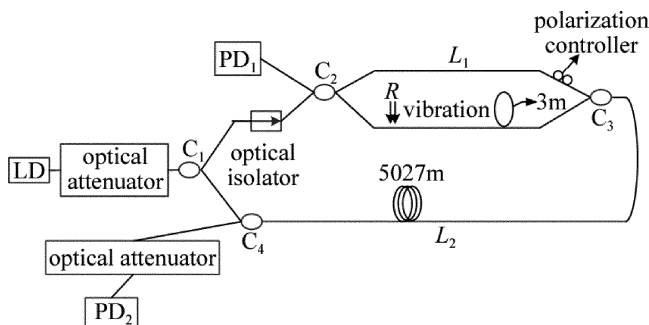 polarization
controller
PD₁
C₂
L₁
R
vibration
3m
C₃
optical
isolator
C₁
LD
optical
attenuator
5027m
C₄
L₂
optical attenuator
PD₂